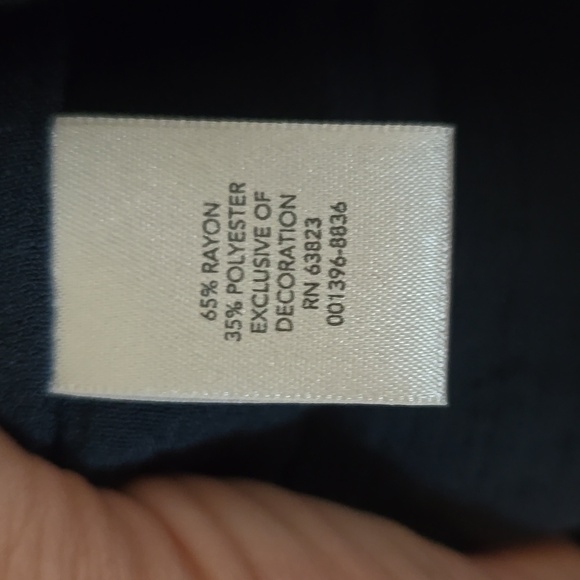 65% RAYON
35% POLYESTER
EXCLUSIVE OF
DECORATION
RN 63823
001396-8836